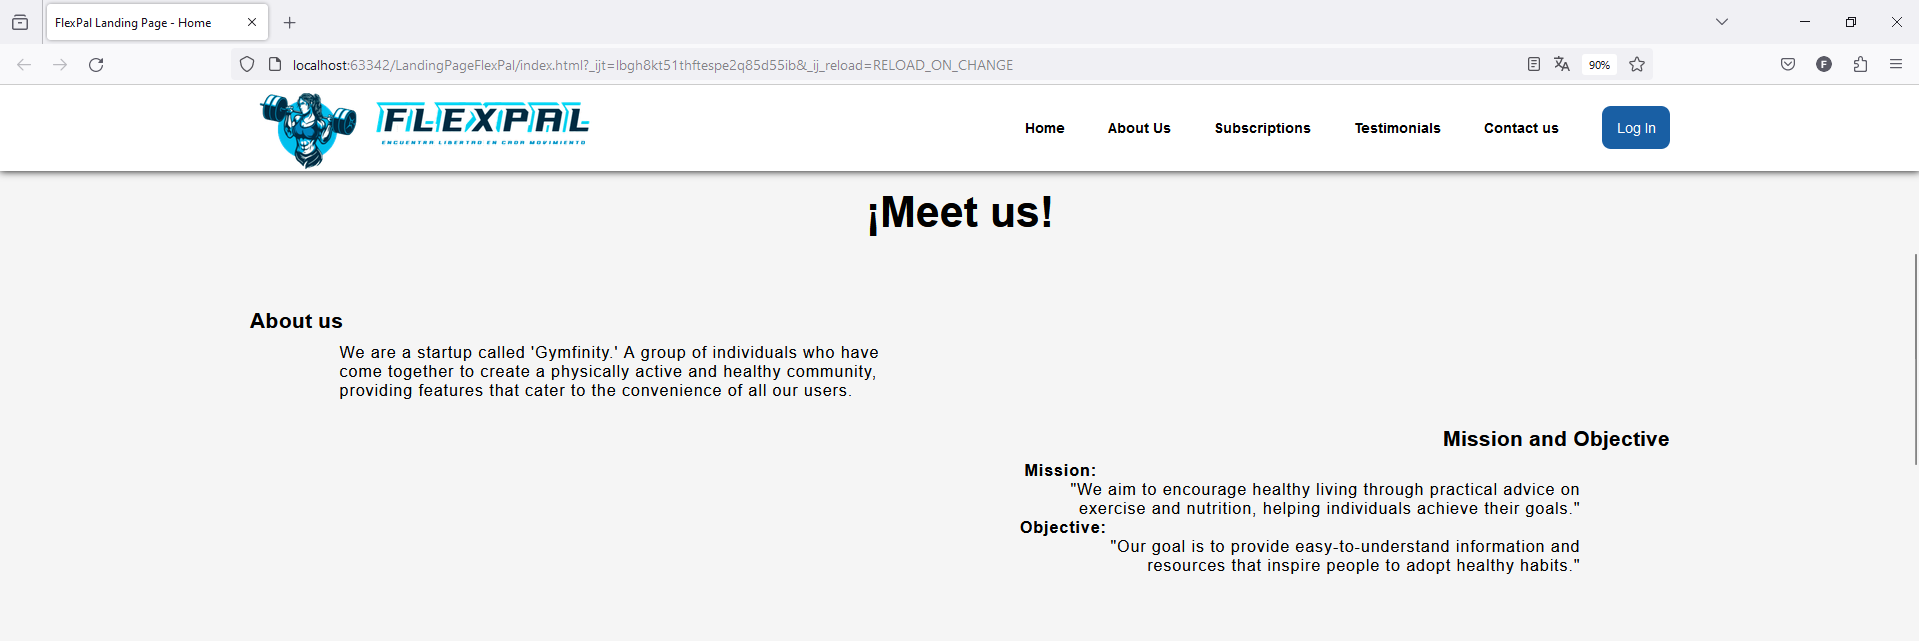 FlexPal Landing Page - Home
localhost:63342/LandingPageFlexPal/index.html?_ijt=lbgh8kt51thftespe2q85d55ib&_ij_reload=RELOAD_ON_CHANGE
90%
F
FLEXPAL
ENCUENTRA LIBERTAD EN CADA MOVIMIENTO
Home About Us Subscriptions Testimonials Contact us Log In
¡Meet us!
About us
We are a startup called 'Gymfinity.' A group of individuals who have
come together to create a physically active and healthy community,
providing features that cater to the convenience of all our users.
Mission and Objective
Mission:
"We aim to encourage healthy living through practical advice on
exercise and nutrition, helping individuals achieve their goals."
Objective:
"Our goal is to provide easy-to-understand information and
resources that inspire people to adopt healthy habits."